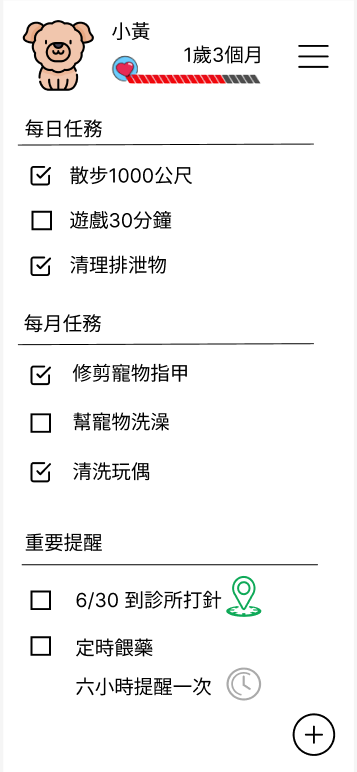 小黃
1歲3個月
每日任務
散步1000公尺
遊戲30分鐘
清理排泄物
每月任務
修剪寵物指甲
幫寵物洗澡
清洗玩偶
重要提醒
6/30 到診所打針
定時餵藥
六小時提醒一次